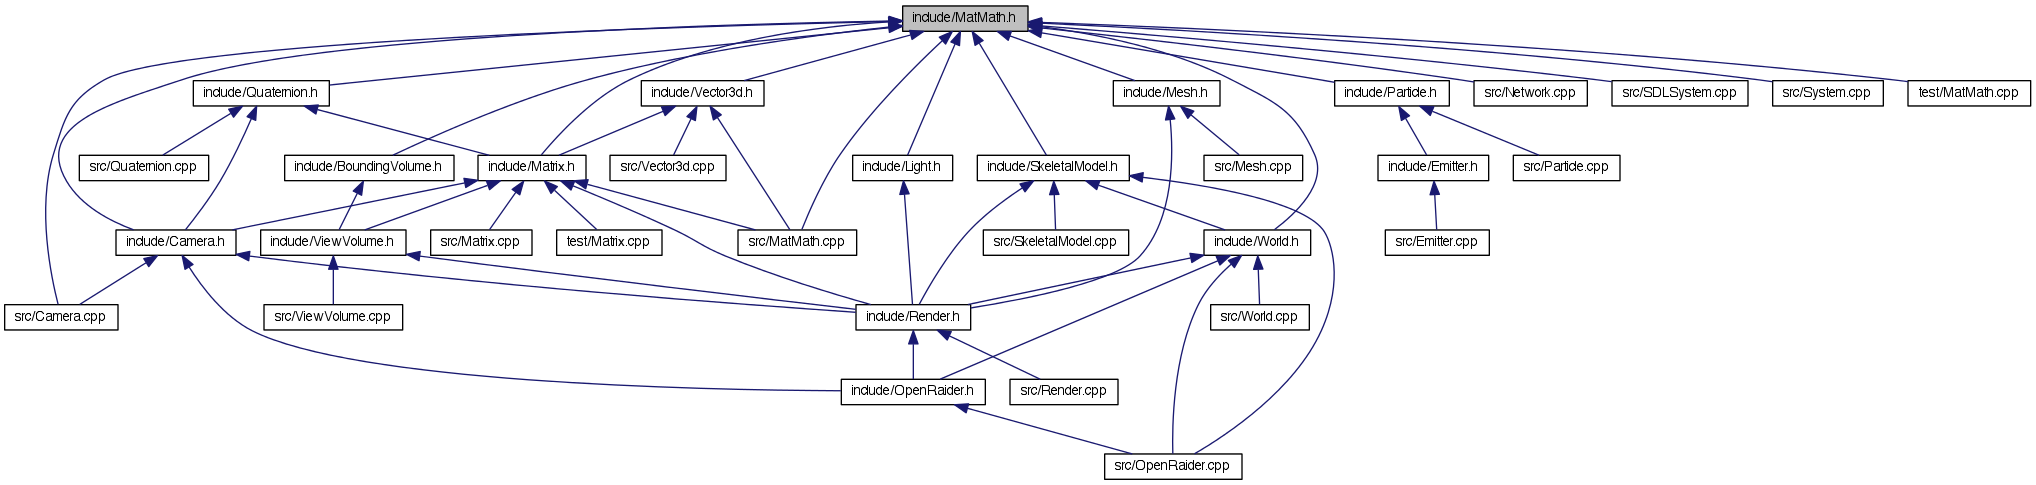 include/MatMath.h
include/Quaternion.h
include/Vector3d.h
include/Mesh.h
include/Particle.h
src/Network.cpp
src/SDLSystem.cpp
src/System.cpp
test/MatMath.cpp
src/Quaternion.cpp
include/BoundingVolume.h
include/Matrix.h
src/Vector3d.cpp
include/Light.h
include/SkeletalModel.h
src/Mesh.cpp
include/Emitter.h
src/Particle.cpp
include/Camera.h
include/ViewVolume.h
src/Matrix.cpp
test/Matrix.cpp
src/MatMath.cpp
src/SkeletalModel.cpp
include/World.h
src/Emitter.cpp
src/Camera.cpp
src/ViewVolume.cpp
include/Render.h
src/World.cpp
include/OpenRaider.h
src/Render.cpp
src/OpenRaider.cpp